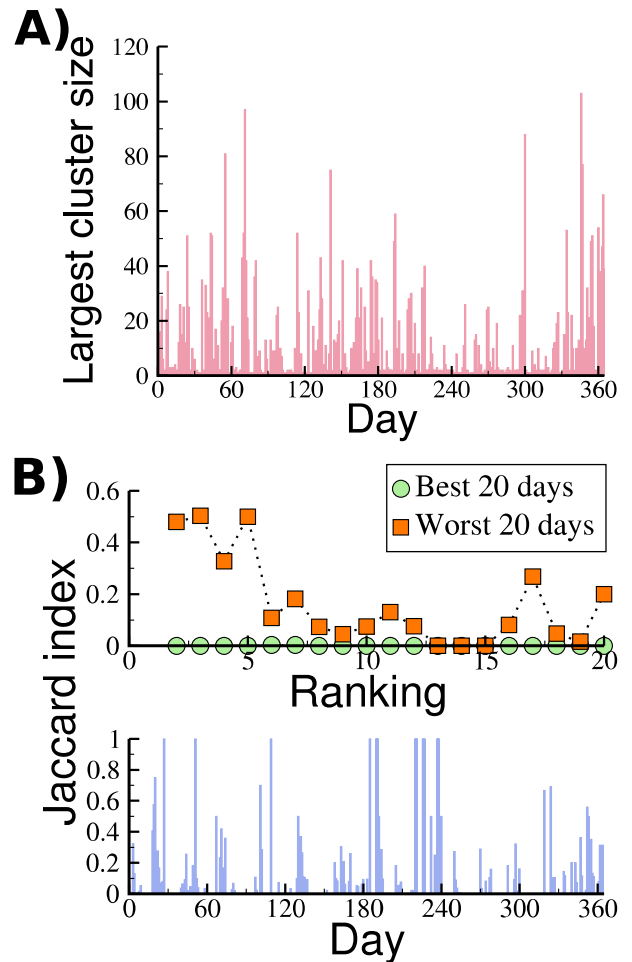 A)
Largest cluster size
120
100
80
60
40
20
0
0 60 120 180 240 300 360
Day
B)
Jaccard index
Best 20 days
Worst 20 days
0.6
0.4
0.2
0
0 5 10 15 20
Ranking
1
0.8
0.6
0.4
0.2
0
0 60 120 180 240 300 360
Day